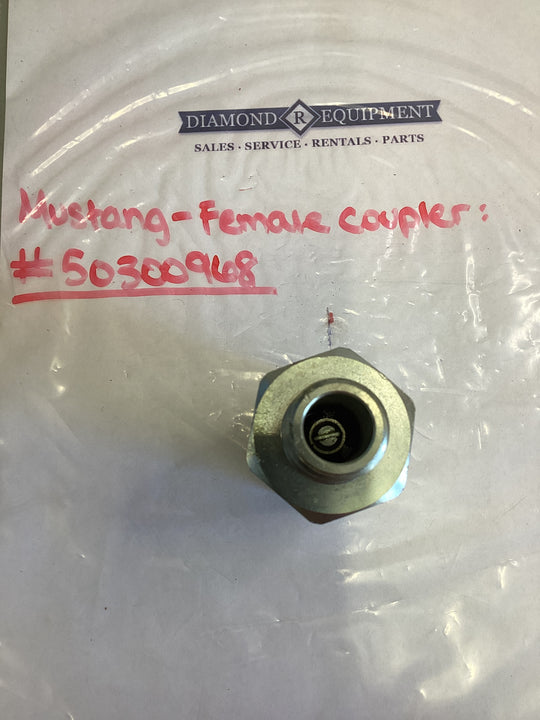 DIAMOND R EQUIPMENT
SALES · SERVICE · RENTALS · PARTS
Mustang - Female coupler:
#50300968